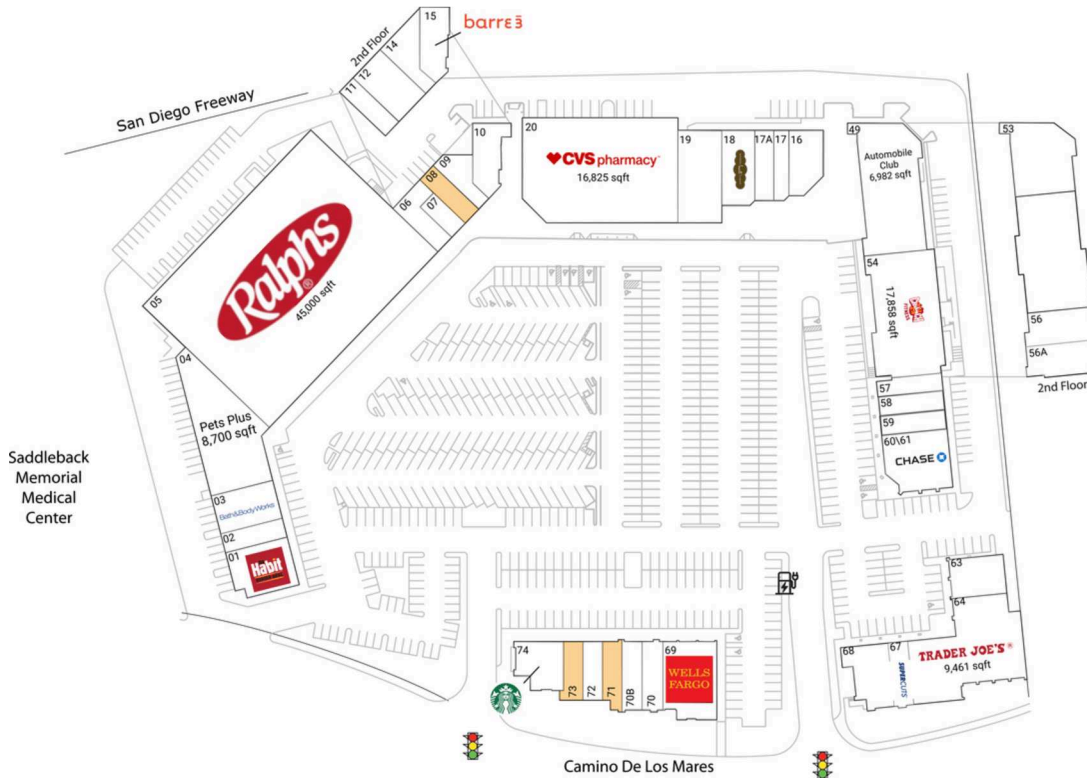 15
barrɛ3
2nd Floor
14
12
11
San Diego Freeway
10
09
08
07
06
20
CVS pharmacy
16,825 sqft
19
18
17A
17
16
49
Automobile
Club
6,982 sqft
53
05
Ralphs
45,000 sqft
54
17,858 sqft
56
56A
2nd Floor
04
Pets Plus
8,700 sqft
57
58
59
60\61
CHASE
Saddleback
Memorial
Medical
Center
03
Bath&BodyWorks
02
01
Habit
63
64
74
73
72
71
70B
70
69
WELLS
FARGO
68
67
SUPERCUTS
TRADER JOE'S
9,461 sqft
Camino De Los Mares